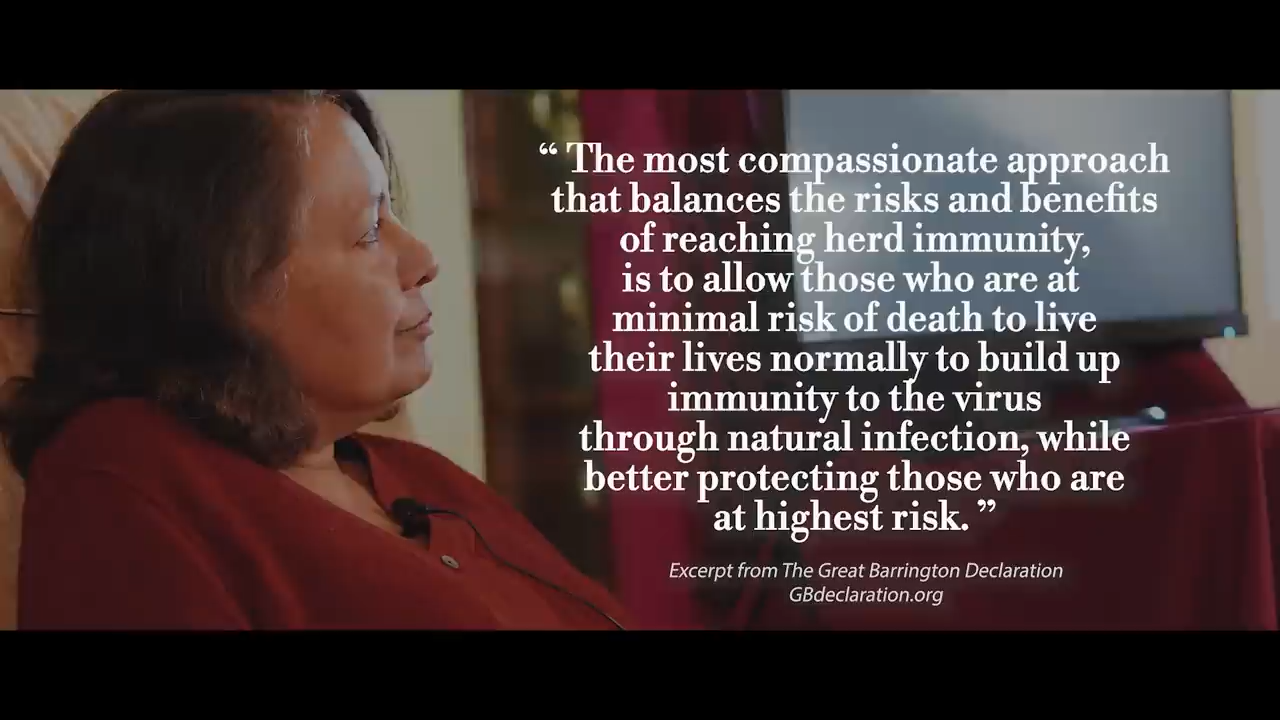 “ The most compassionate approach
that balances the risks and benefits
of reaching herd immunity,
is to allow those who are at
minimal risk of death to live
their lives normally to build up
immunity to the virus
through natural infection, while
better protecting those who are
at highest risk. ”
Excerpt from The Great Barrington Declaration
GBdeclaration.org